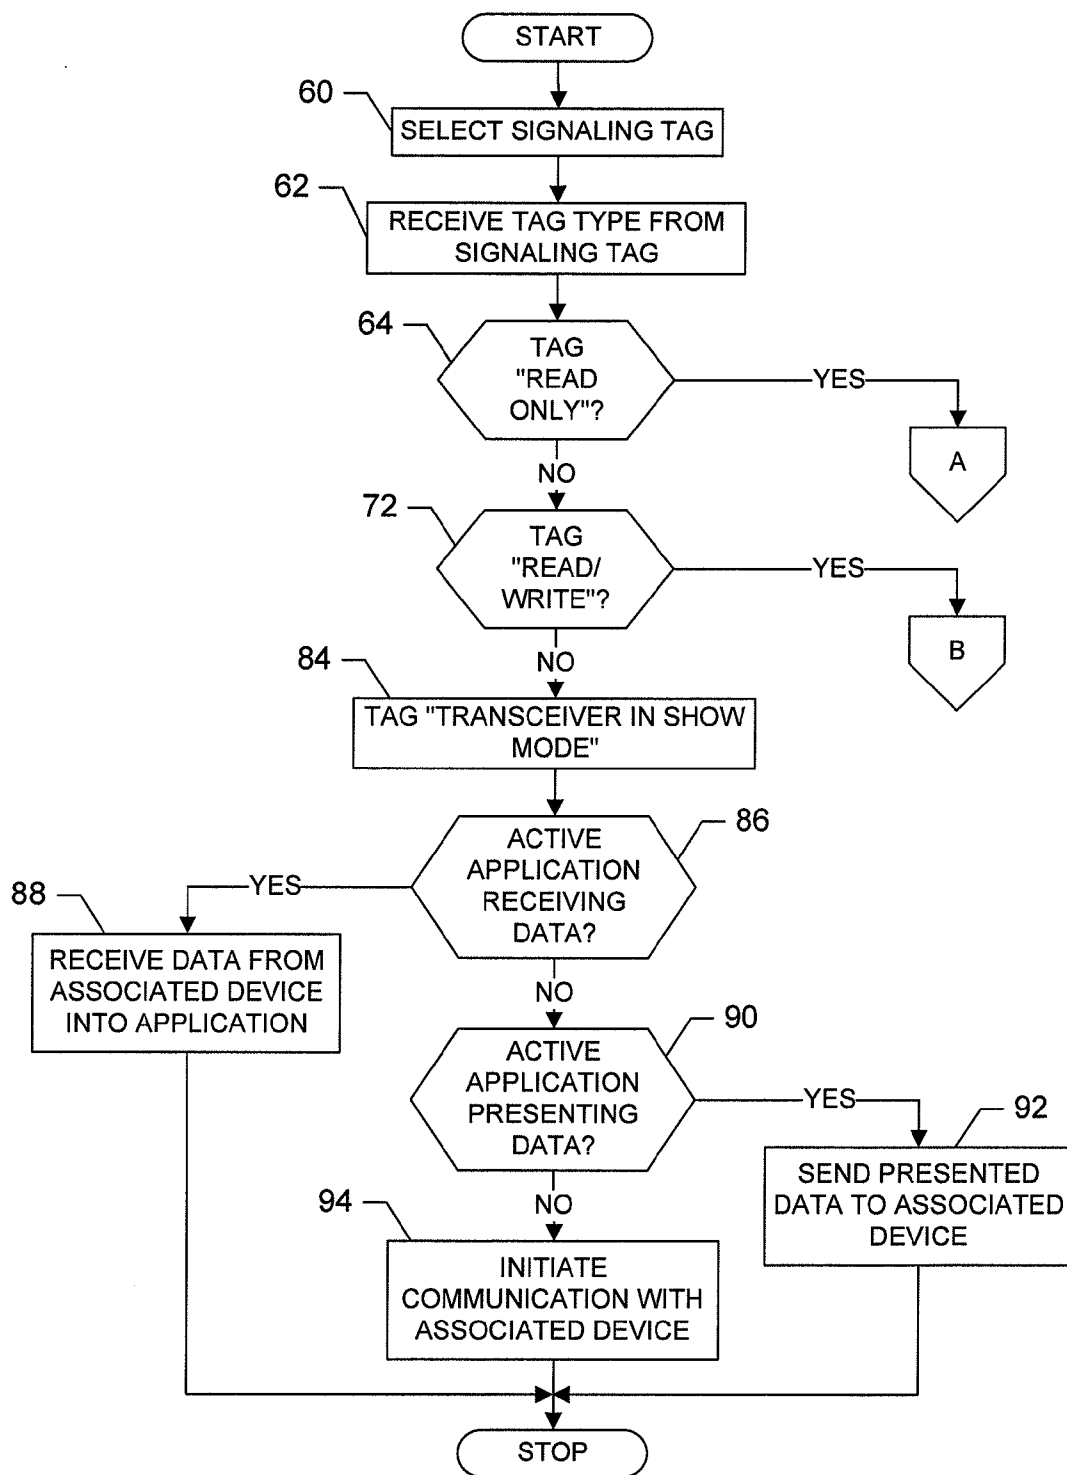 START
60
SELECT SIGNALING TAG
62
RECEIVE TAG TYPE FROM
SIGNALING TAG
64
TAG
"READ
ONLY"?
YES
A
NO
72
TAG
"READ/
WRITE"?
YES
B
NO
84
TAG "TRANSCEIVER IN SHOW
MODE"
86
ACTIVE
APPLICATION
RECEIVING
DATA?
YES
88
RECEIVE DATA FROM
ASSOCIATED DEVICE
INTO APPLICATION
NO
90
ACTIVE
APPLICATION
PRESENTING
DATA?
YES
92
SEND PRESENTED
DATA TO ASSOCIATED
DEVICE
NO
94
INITIATE
COMMUNICATION WITH
ASSOCIATED DEVICE
STOP